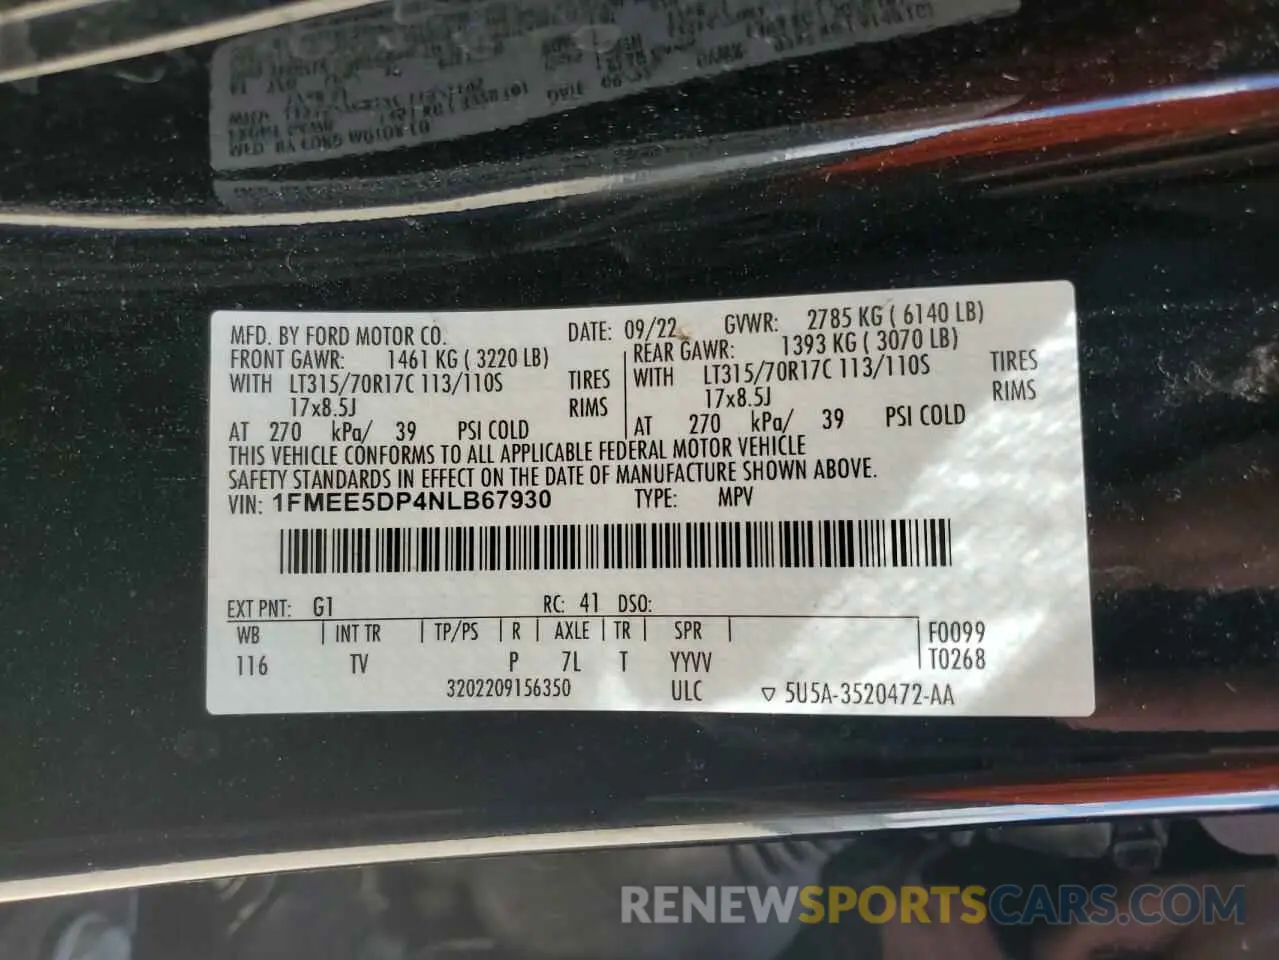 MFD. BY FORD MOTOR CO. DATE: 09/22 GVWR: 2785 KG ( 6140 LB)
FRONT GAWR: 1461 KG ( 3220 LB) REAR GAWR: 1393 KG ( 3070 LB)
WITH LT315/70R17C 113/110S TIRES WITH LT315/70R17C 113/110S TIRES
17x8.5J RIMS 17x8.5J RIMS
AT 270 kPa/ 39 PSI COLD AT 270 kPa/ 39 PSI COLD
THIS VEHICLE CONFORMS TO ALL APPLICABLE FEDERAL MOTOR VEHICLE
SAFETY STANDARDS IN EFFECT ON THE DATE OF MANUFACTURE SHOWN ABOVE.
VIN: 1FMEE5DP4NLB67930 TYPE: MPV
EXT PNT: G1 RC: 41 DSO:
WB INT TR TP/PS R AXLE TR SPR F0099
116 TV P 7L T YYVV T0268
3202209156350 ULC ▽ 5U5A-3520472-AA
RENEWSPORTSCARS.COM